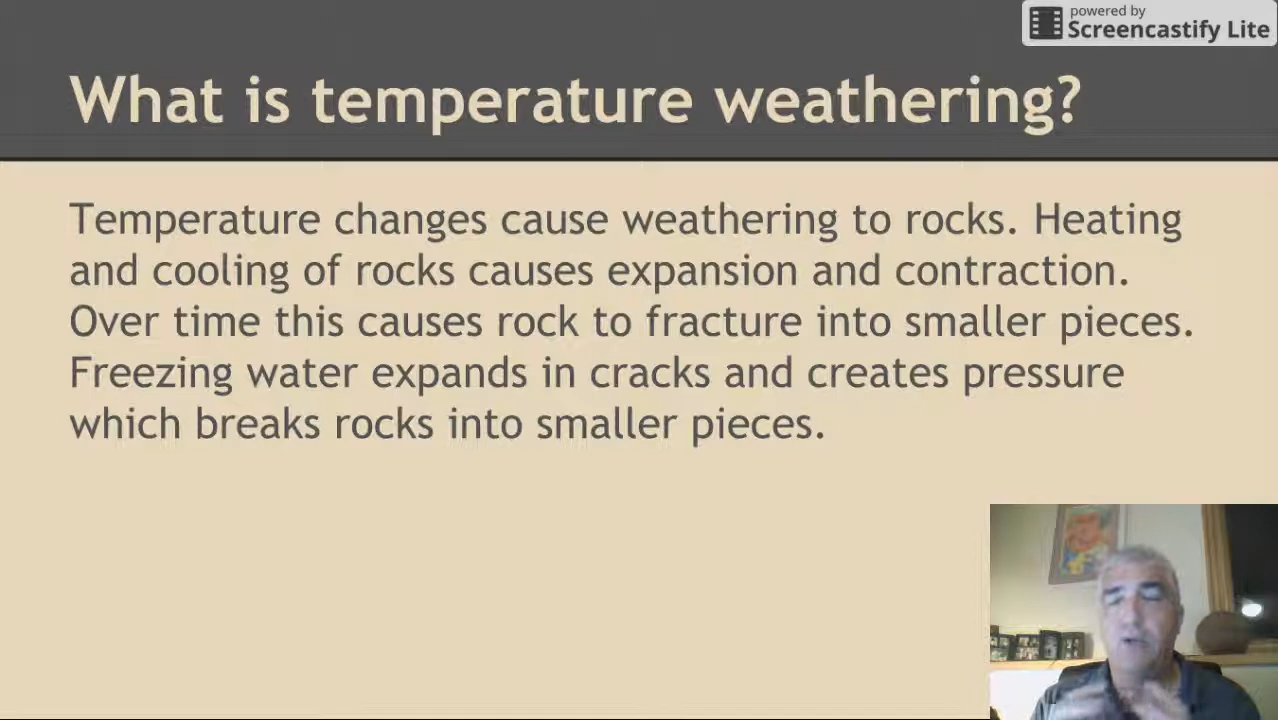 powered by
Screencastify Lite
What is temperature weathering?
Temperature changes cause weathering to rocks. Heating
and cooling of rocks causes expansion and contraction.
Over time this causes rock to fracture into smaller pieces.
Freezing water expands in cracks and creates pressure
which breaks rocks into smaller pieces.